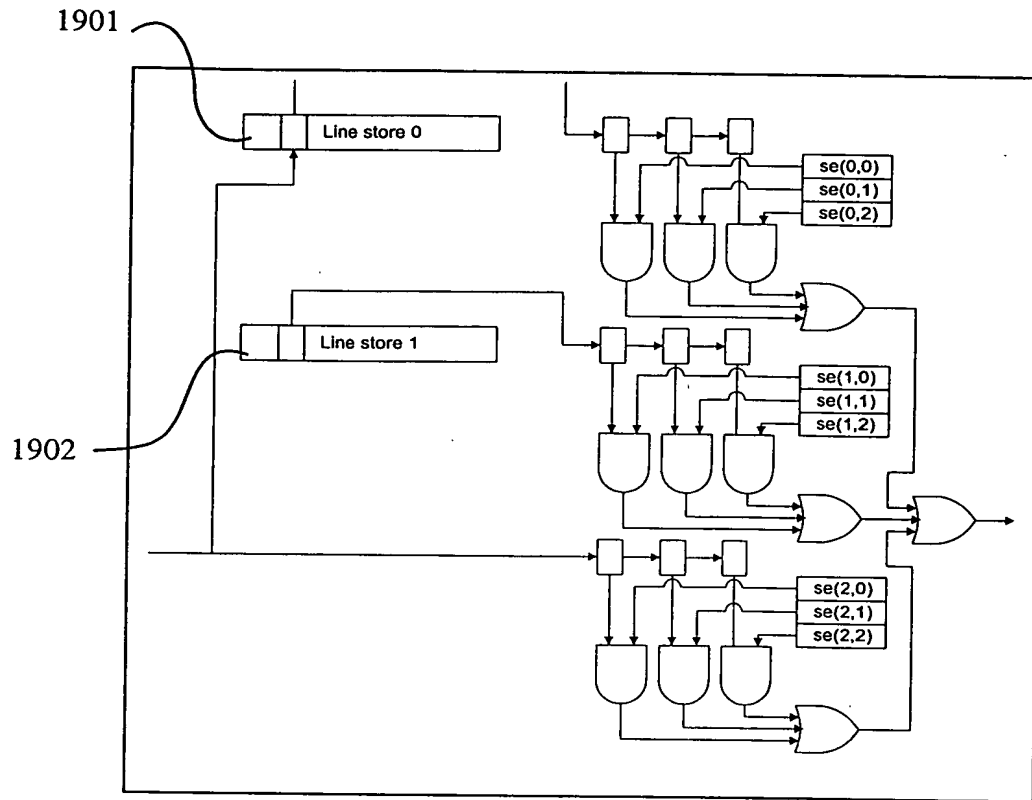 1901
Line store 0
se(0,0)
se(0,1)
se(0,2)
Line store 1
se(1,0)
se(1,1)
se(1,2)
1902
se(2,0)
se(2,1)
se(2,2)